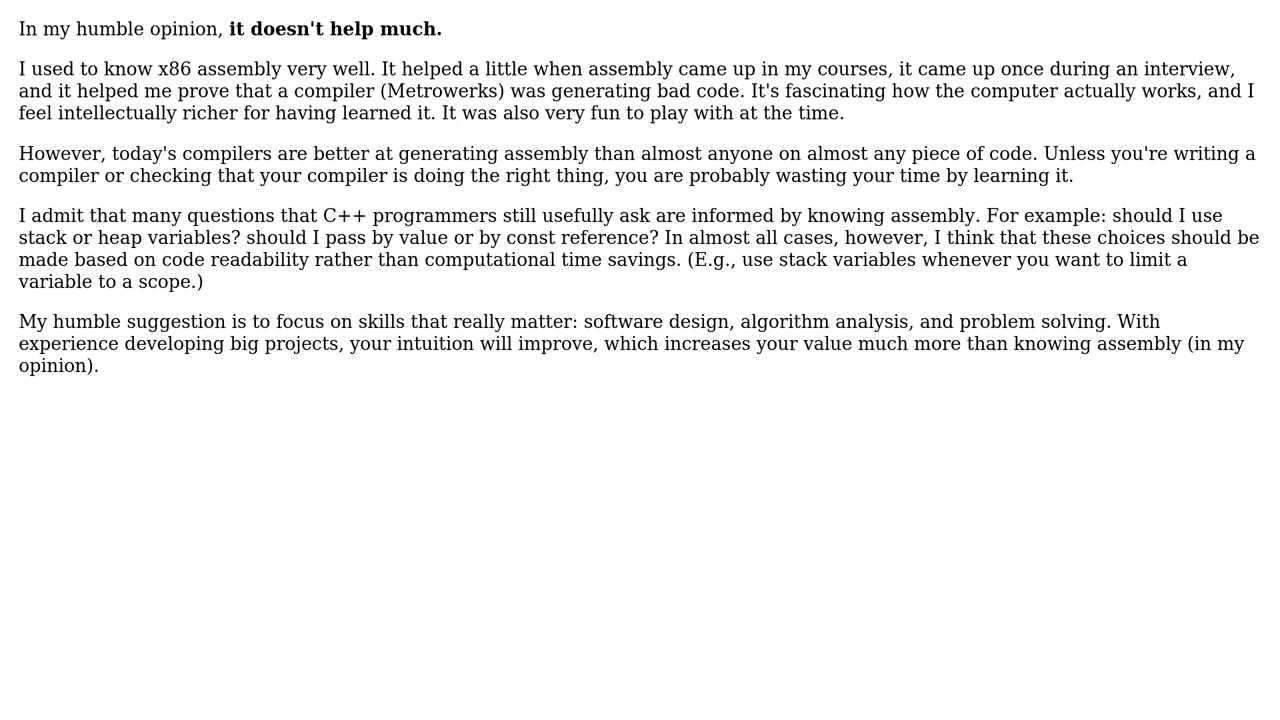 In my humble opinion, it doesn't help much.
I used to know x86 assembly very well. It helped a little when assembly came up in my courses, it came up once during an interview,
and it helped me prove that a compiler (Metrowerks) was generating bad code. It's fascinating how the computer actually works, and I
feel intellectually richer for having learned it. It was also very fun to play with at the time.
However, today's compilers are better at generating assembly than almost anyone on almost any piece of code. Unless you're writing a
compiler or checking that your compiler is doing the right thing, you are probably wasting your time by learning it.
I admit that many questions that C++ programmers still usefully ask are informed by knowing assembly. For example: should I use
stack or heap variables? should I pass by value or by const reference? In almost all cases, however, I think that these choices should be
made based on code readability rather than computational time savings. (E.g., use stack variables whenever you want to limit a
variable to a scope.)
My humble suggestion is to focus on skills that really matter: software design, algorithm analysis, and problem solving. With
experience developing big projects, your intuition will improve, which increases your value much more than knowing assembly (in my
opinion).